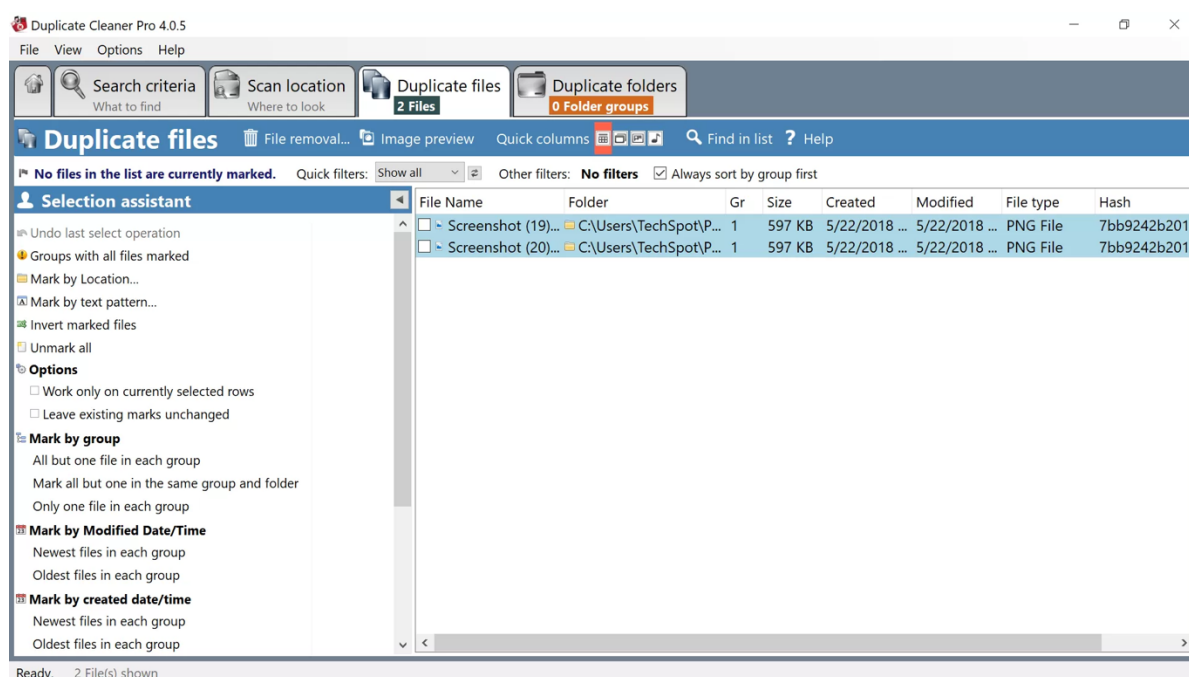 Duplicate Cleaner Pro 4.0.5
File View Options Help
Search criteria
What to find
Scan location
Where to look
Duplicate files
2 Files
Duplicate folders
0 Folder groups
Duplicate files File removal... Image preview Quick columns Find in list ? Help
No files in the list are currently marked. Quick filters: Show all Other filters: No filters Always sort by group first
Selection assistant
Undo last select operation
Groups with all files marked
Mark by Location...
Mark by text pattern...
Invert marked files
Unmark all
Options
Work only on currently selected rows
Leave existing marks unchanged
Mark by group
All but one file in each group
Mark all but one in the same group and folder
Only one file in each group
Mark by Modified Date/Time
Newest files in each group
Oldest files in each group
Mark by created date/time
Newest files in each group
Oldest files in each group
File Name Folder Gr Size Created Modified File type Hash
Screenshot (19)... C:\Users\TechSpot\P... 1 597 KB 5/22/2018 ... 5/22/2018 ... PNG File 7bb9242b201
Screenshot (20)... C:\Users\TechSpot\P... 1 597 KB 5/22/2018 ... 5/22/2018 ... PNG File 7bb9242b201
Ready. 2 File(s) shown